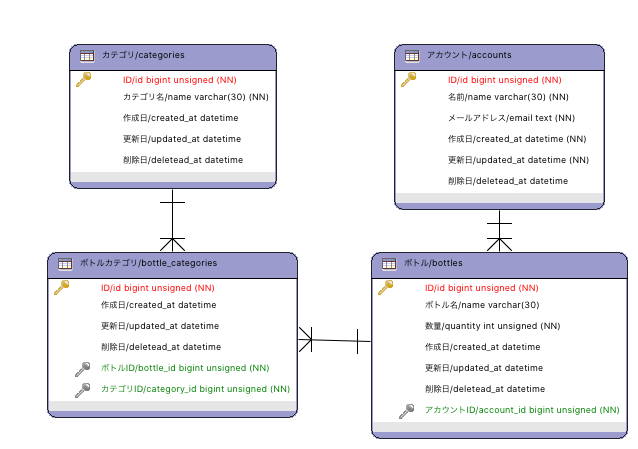 カテゴリ/categories
ID/id bigint unsigned (NN)
カテゴリ名/name varchar(30) (NN)
作成日/created_at datetime
更新日/updated_at datetime
削除日/deletead_at datetime
アカウント/accounts
ID/id bigint unsigned (NN)
名前/name varchar(30) (NN)
メールアドレス/email text (NN)
作成日/created_at datetime (NN)
更新日/updated_at datetime (NN)
削除日/deletead_at datetime
ボトルカテゴリ/bottle_categories
ID/id bigint unsigned (NN)
作成日/created_at datetime
更新日/updated_at datetime
削除日/deletead_at datetime
ボトルID/bottle_id bigint unsigned (NN)
カテゴリID/category_id bigint unsigned (NN)
ボトル/bottles
ID/id bigint unsigned (NN)
ボトル名/name varchar(30)
数量/quantity int unsigned (NN)
作成日/created_at datetime
更新日/updated_at datetime
削除日/deletead_at datetime
アカウントID/account_id bigint unsigned (NN)